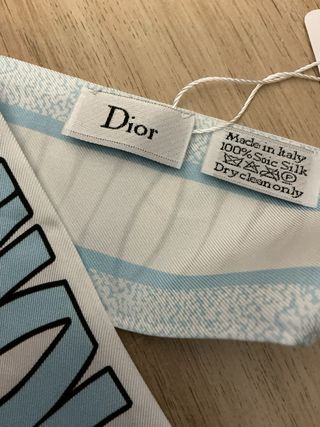 Dior
Made in Italy
100% Soie Silk
Dry clean only